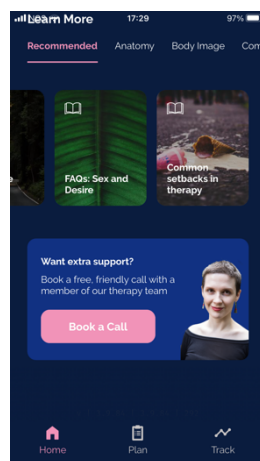 Learn More
17:29
97%
Recommended Anatomy Body Image Com
e
FAQs: Sex and
Desire
Common
setbacks in
therapy
Want extra support?
Book a free, friendly call with a
member of our therapy team
Book a Call
Home Plan Track